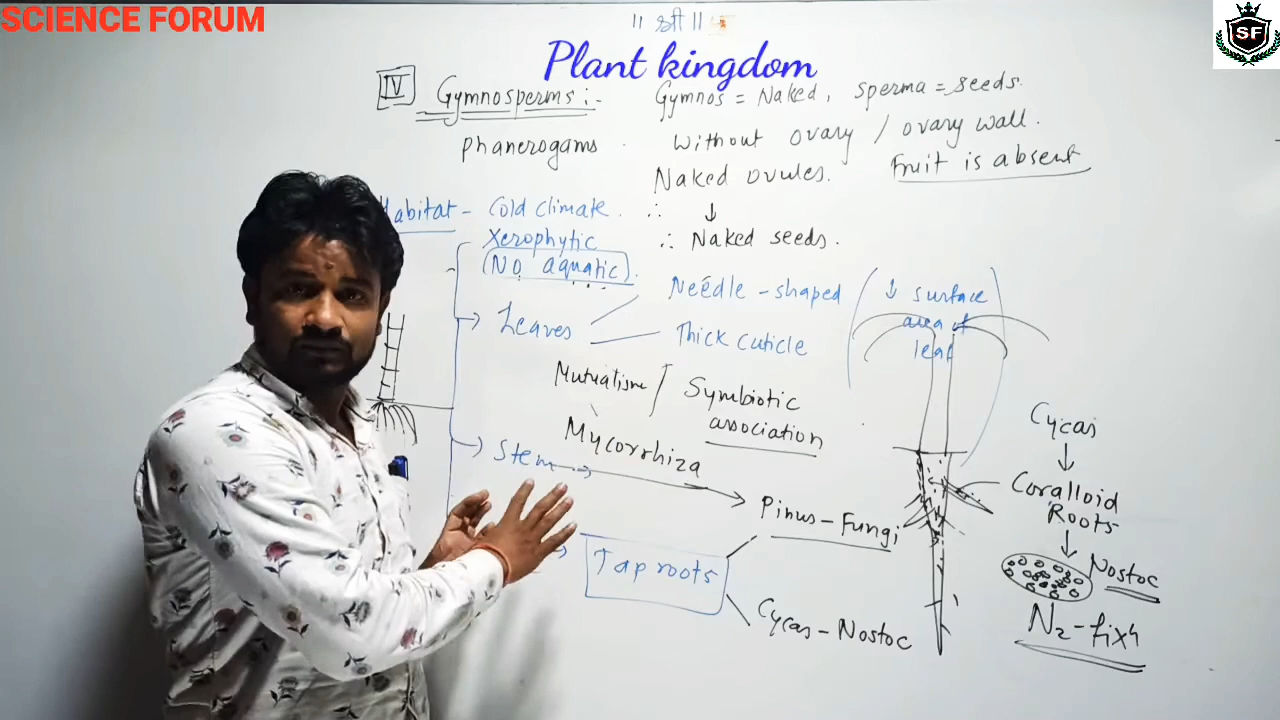 SCIENCE FORUM
॥ श्री ॥
SF
Plant kingdom
IV Gymnosperms :-
Gymnos = Naked, sperma = seeds.
phanerogams
Without ovary / ovary wall.
Naked ovules.
Fruit is absent
Habitat - Cold climate.
∴ ↓
Xerophytic
∴ Naked seeds.
(No aquatic).
→ Leaves
Needle - shaped
Thick cuticle
↓ surface
area of
leaf
Mutualism
Symbiotic
association
Mycorrhiza
→ Stem →
Pinus - Fungi
Tap roots
Cycas - Nostoc
Cycas
↓
Coralloid
Roots
↓
Nostoc
N2 - fixn